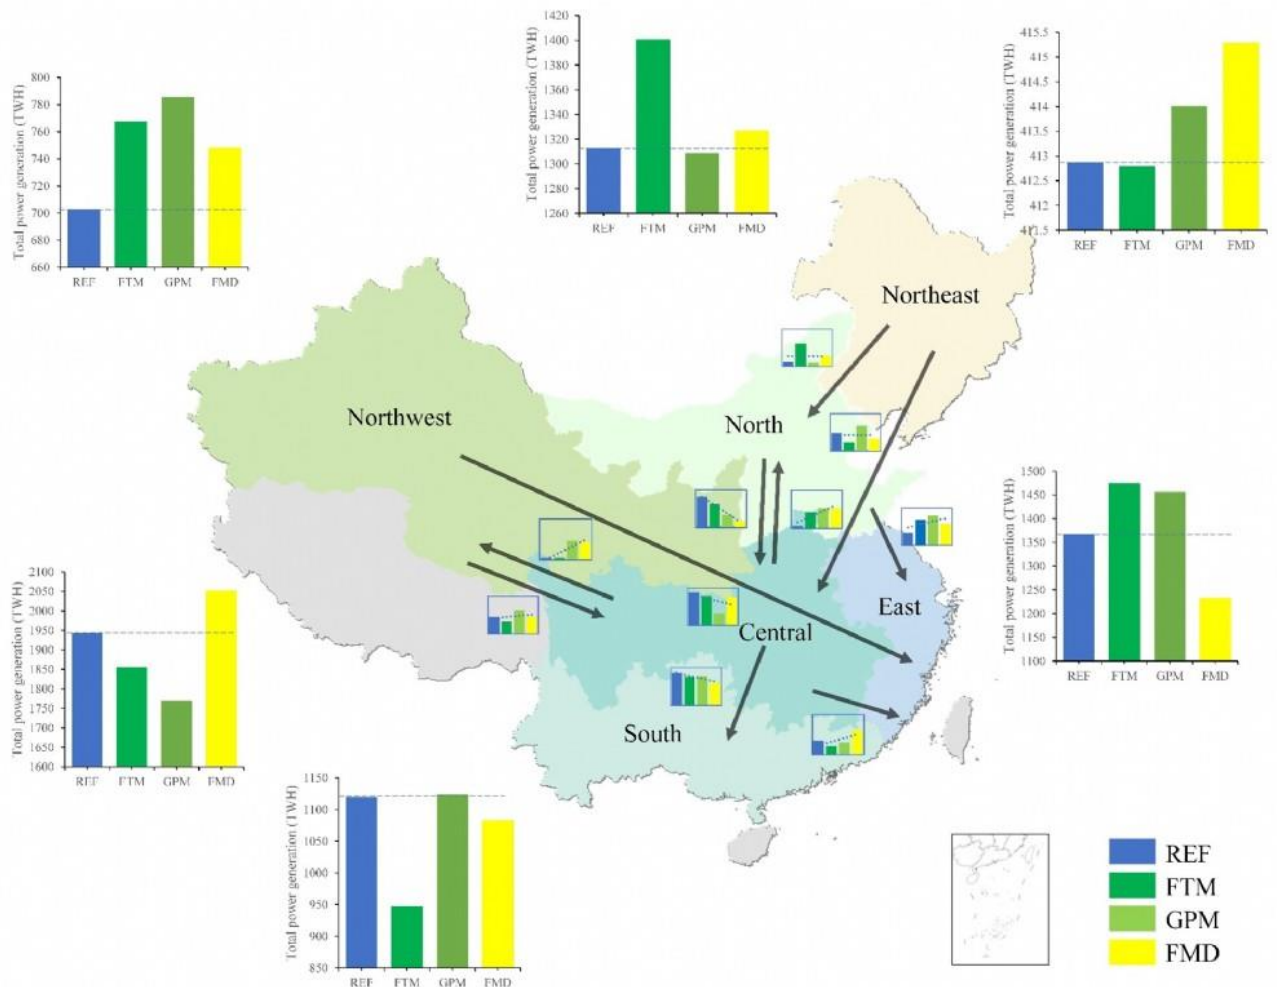 Total power generation (TWH)
800
780
760
740
720
700
680
660
REF FTM GPM FMD
Total power generation (TWH)
1420
1400
1380
1360
1340
1320
1300
1280
1260
REF FTM GPM FMD
Total power generation (TWH)
415.5
415
414.5
414
413.5
413
412.5
412
411.5
REF FTM GPM FMD
Northeast
Northwest
North
East
Central
South
Total power generation (TWH)
1500
1450
1400
1350
1300
1250
1200
1150
1100
REF FTM GPM FMD
Total power generation (TWH)
2100
2050
2000
1950
1900
1850
1800
1750
1700
1650
1600
REF FTM GPM FMD
Total power generation (TWH)
1150
1100
1050
1000
950
900
850
REF FTM GPM FMD
REF
FTM
GPM
FMD